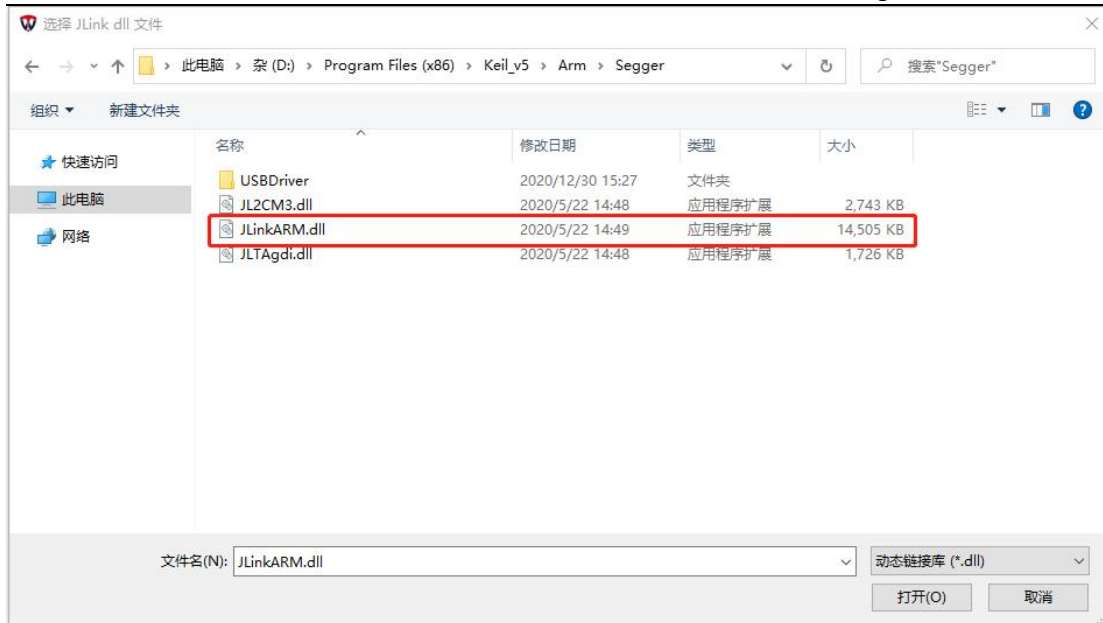 选择 JLink dll 文件
此电脑 › 杂 (D:) › Program Files (x86) › Keil_v5 › Arm › Segger
搜索"Segger"
组织 新建文件夹
名称 修改日期 类型 大小
快速访问
此电脑
网络
USBDriver 2020/12/30 15:27 文件夹
JL2CM3.dll 2020/5/22 14:48 应用程序扩展 2,743 KB
JLinkARM.dll 2020/5/22 14:49 应用程序扩展 14,505 KB
JLTAgdi.dll 2020/5/22 14:48 应用程序扩展 1,726 KB
文件名(N): JLinkARM.dll 动态链接库 (*.dll)
打开(O) 取消